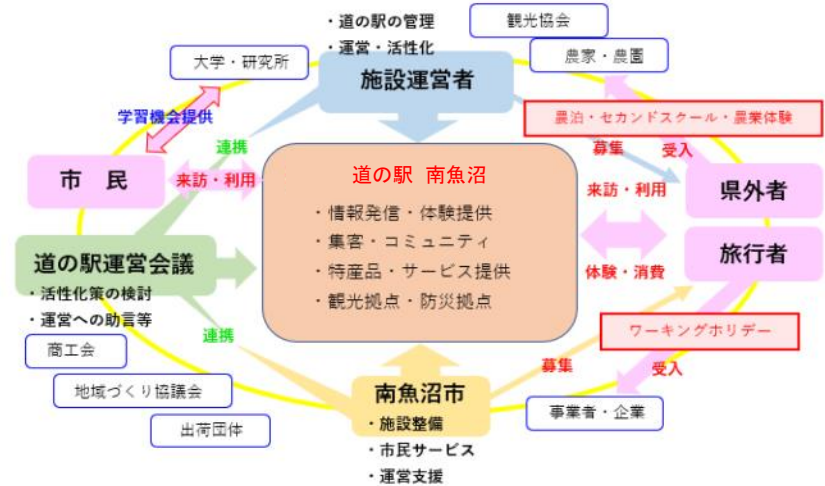 ・道の駅の管理
・運営・活性化
観光協会
大学・研究所
農家・農園
施設運営者
学習機会提供
農泊・セカンドスクール・農業体験
連携
募集
受入
市　民
来訪・利用
道の駅 南魚沼
来訪・利用
県外者
・情報発信・体験提供
・集客・コミュニティ
・特産品・サービス提供
・観光拠点・防災拠点
道の駅運営会議
・活性化策の検討
・運営への助言等
体験・消費
旅行者
連携
ワーキングホリデー
商工会
募集
受入
地域づくり協議会
南魚沼市
事業者・企業
出荷団体
・施設整備
・市民サービス
・運営支援